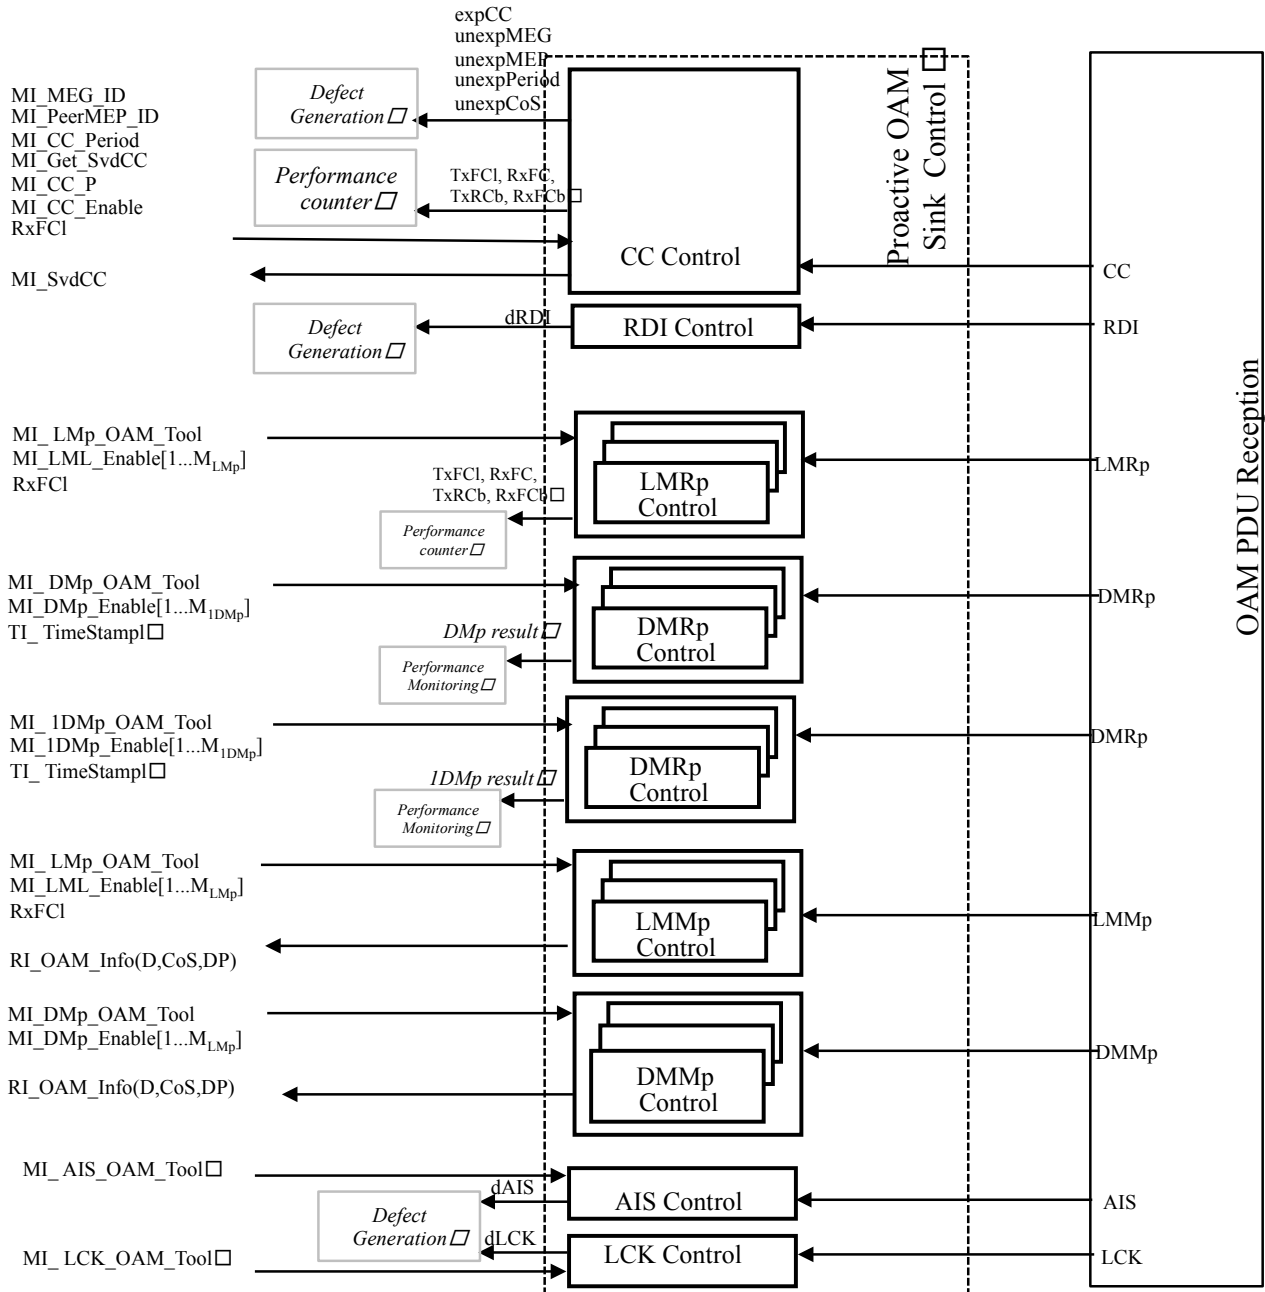 expCC
unexpMEG
unexpMEP
unexpPeriod
unexpCoS
Defect
Generation
MI_MEG_ID
MI_PeerMEP_ID
MI_CC_Period
MI_Get_SvdCC
MI_CC_P
MI_CC_Enable
RxFCl
Performance
counter
TxFCl, RxFC,
TxRCb, RxFCb
CC Control
Proactive OAM
Sink Control
MI_SvdCC
CC
Defect
Generation
dRDI
RDI Control
RDI
OAM PDU Reception
MI_ LMp_OAM_Tool
MI_LML_Enable[1...M_LMp]
RxFCl
TxFCl, RxFC,
TxRCb, RxFCb
LMRp
Control
LMRp
Performance
counter
MI_ DMp_OAM_Tool
MI_DMp_Enable[1...M_1DMp]
TI_ TimeStampl
DMp result
DMRp
Control
DMRp
Performance
Monitoring
MI_ 1DMp_OAM_Tool
MI_1DMp_Enable[1...M_1DMp]
TI_ TimeStampl
1DMp result
DMRp
Control
DMRp
Performance
Monitoring
MI_ LMp_OAM_Tool
MI_LML_Enable[1...M_LMp]
RxFCl
LMMp
Control
LMMp
RI_OAM_Info(D,CoS,DP)
MI_DMp_OAM_Tool
MI_DMp_Enable[1...M_LMp]
DMMp
Control
DMMp
RI_OAM_Info(D,CoS,DP)
MI_ AIS_OAM_Tool
dAIS
AIS Control
AIS
Defect
Generation
dLCK
LCK Control
LCK
MI_ LCK_OAM_Tool